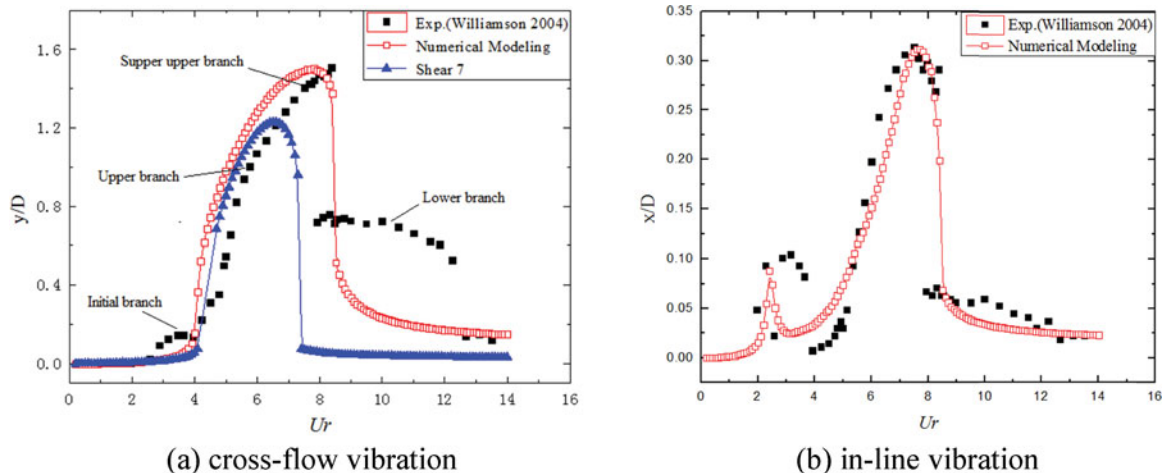 Exp.(Williamson 2004)
Numerical Modeling
Shear 7
Supper upper branch
Upper branch
Lower branch
Initial branch
1.6
1.2
0.8
0.4
0.0
y/D
0 2 4 6 8 10 12 14 16
Ur
(a) cross-flow vibration
Exp.(Williamson 2004)
Numerical Modeling
0.35
0.30
0.25
0.20
0.15
0.10
0.05
0.00
x/D
0 2 4 6 8 10 12 14 16
Ur
(b) in-line vibration